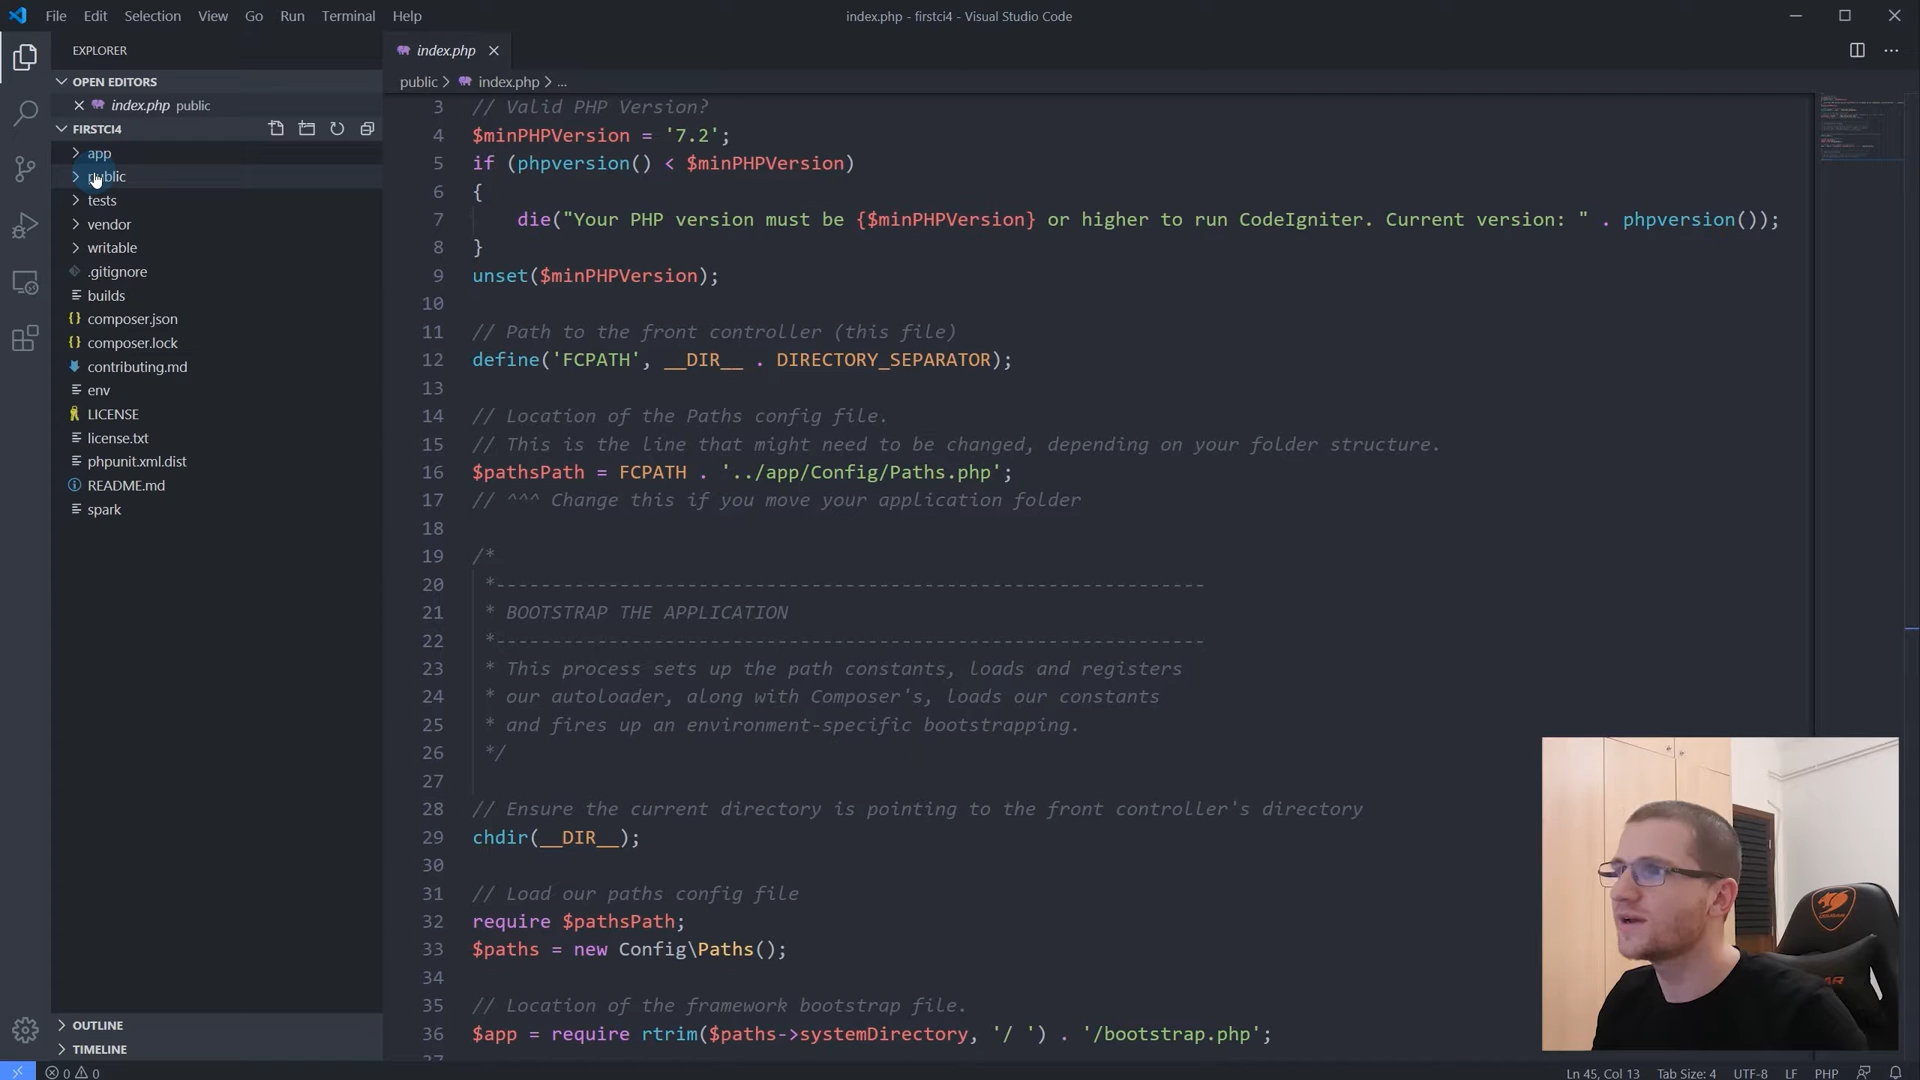 File Edit Selection View Go Run Terminal Help
index.php - firstci4 - Visual Studio Code
EXPLORER
OPEN EDITORS
index.php public
FIRSTCI4
app
public
tests
vendor
writable
.gitignore
builds
composer.json
composer.lock
contributing.md
env
LICENSE
license.txt
phpunit.xml.dist
README.md
spark
OUTLINE
TIMELINE
index.php
public > index.php > ...
3 // Valid PHP Version?
4 $minPHPVersion = '7.2';
5 if (phpversion() < $minPHPVersion)
6 {
7 die("Your PHP version must be {$minPHPVersion} or higher to run CodeIgniter. Current version: " . phpversion());
8 }
9 unset($minPHPVersion);
10
11 // Path to the front controller (this file)
12 define('FCPATH', __DIR__ . DIRECTORY_SEPARATOR);
13
14 // Location of the Paths config file.
15 // This is the line that might need to be changed, depending on your folder structure.
16 $pathsPath = FCPATH . '../app/Config/Paths.php';
17 // ^^^ Change this if you move your application folder
18
19 /*
20 *---------------------------------------------------------------
21 * BOOTSTRAP THE APPLICATION
22 *---------------------------------------------------------------
23 * This process sets up the path constants, loads and registers
24 * our autoloader, along with Composer's, loads our constants
25 * and fires up an environment-specific bootstrapping.
26 */
27
28 // Ensure the current directory is pointing to the front controller's directory
29 chdir(__DIR__);
30
31 // Load our paths config file
32 require $pathsPath;
33 $paths = new Config\Paths();
34
35 // Location of the framework bootstrap file.
36 $app = require rtrim($paths->systemDirectory, '/ ') . '/bootstrap.php';
37
0 0
Ln 45, Col 13 Tab Size: 4 UTF-8 LF PHP